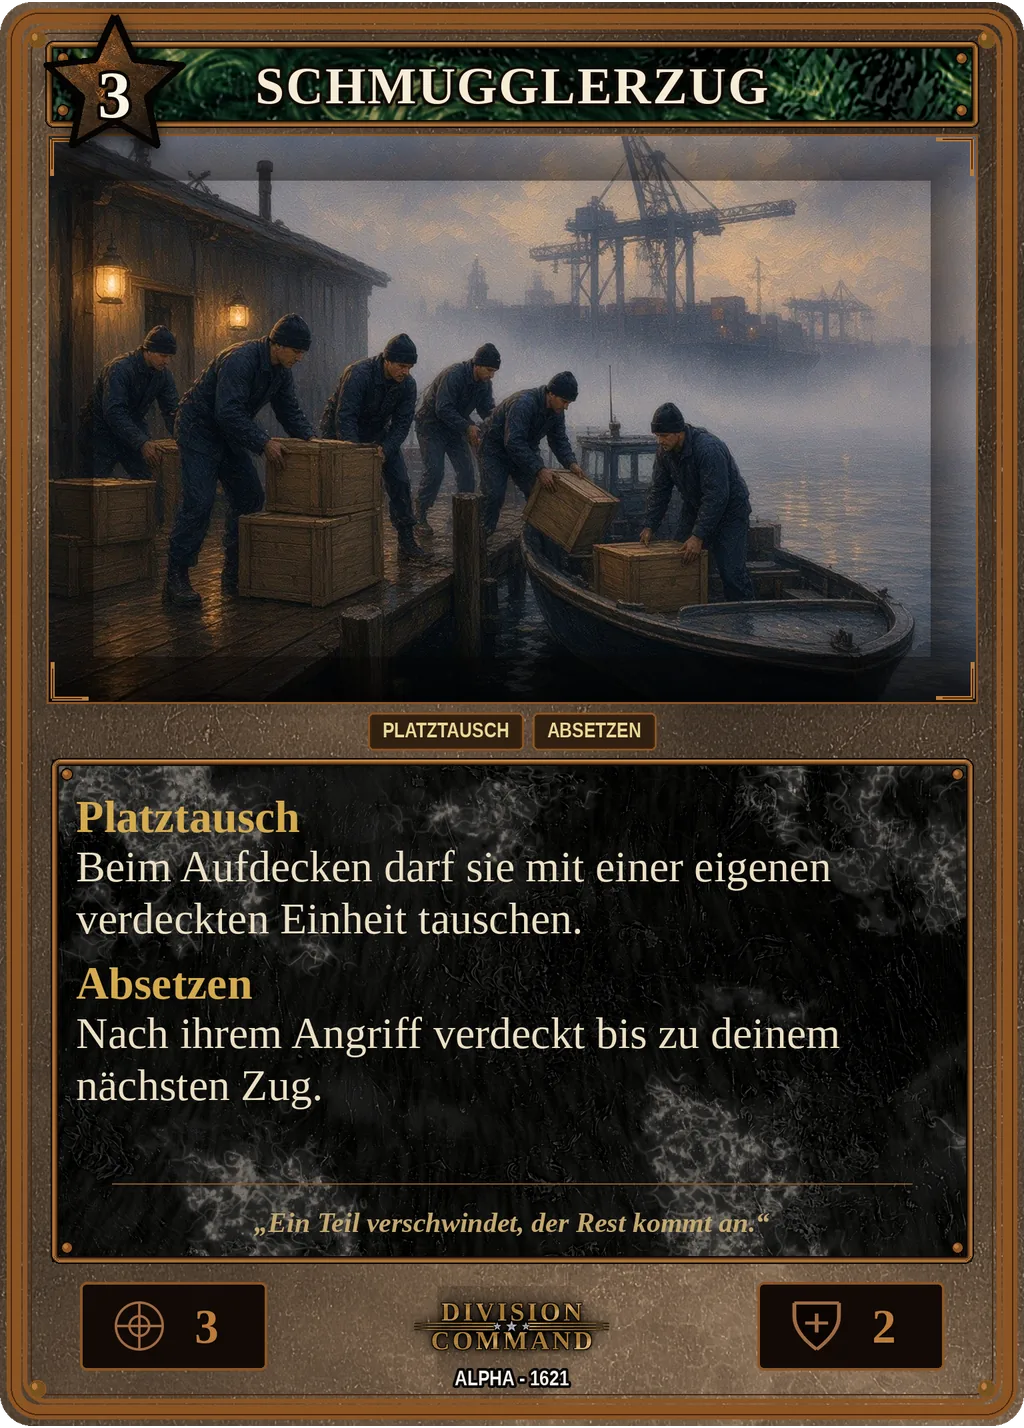 3
SCHMUGGLERZUG
PLATZTAUSCH ABSETZEN
Platztausch
Beim Aufdecken darf sie mit einer eigenen
verdeckten Einheit tauschen.
Absetzen
Nach ihrem Angriff verdeckt bis zu deinem
nächsten Zug.
„Ein Teil verschwindet, der Rest kommt an.“
3
DIVISION
COMMAND
ALPHA - 1621
2